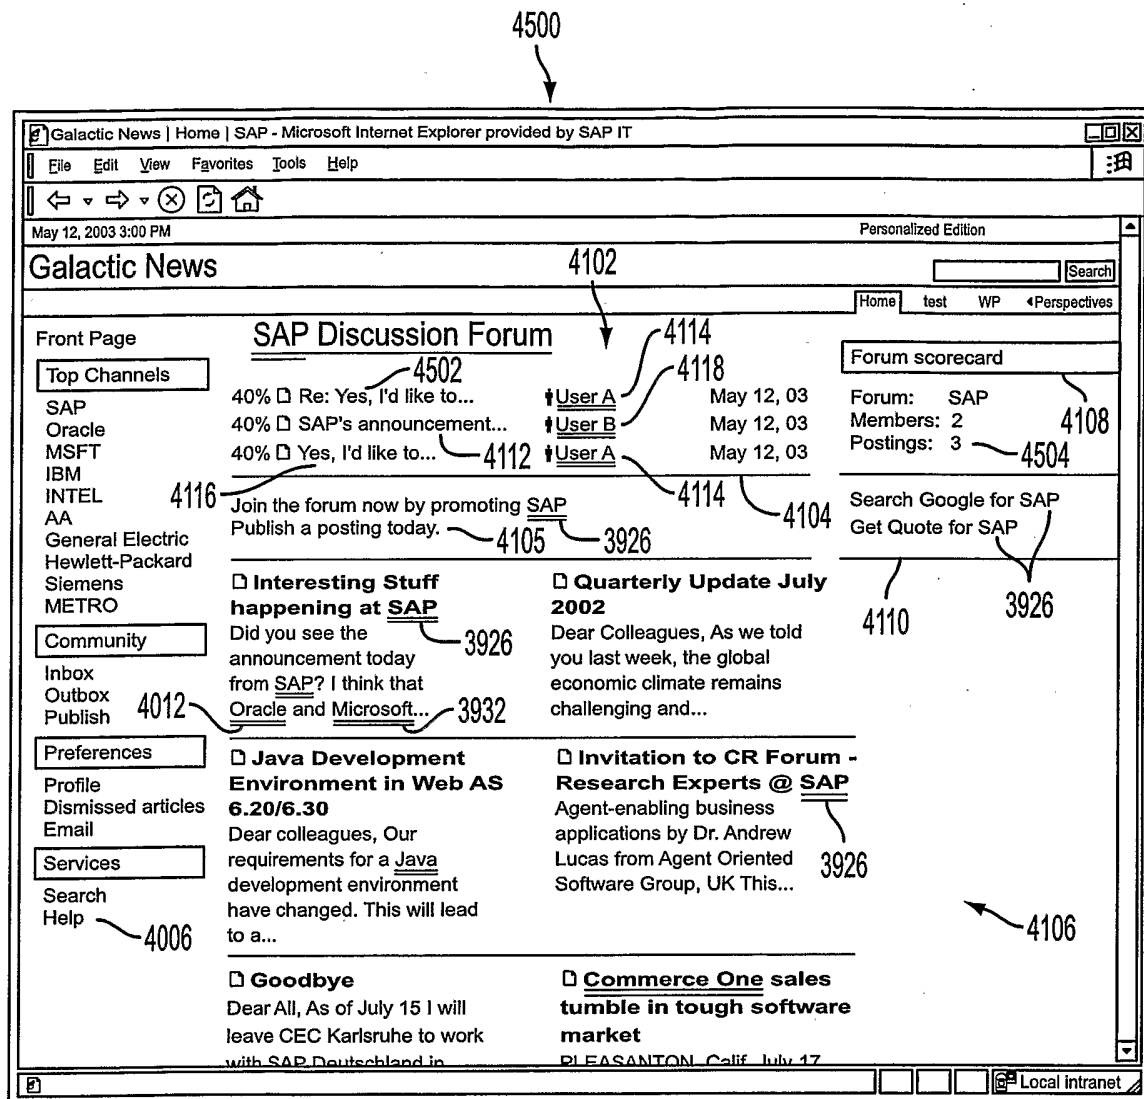 4500
Galactic News | Home | SAP - Microsoft Internet Explorer provided by SAP IT
File Edit View Favorites Tools Help
May 12, 2003 3:00 PM Personalized Edition
Galactic News
4102
Search
Home test WP Perspectives
Front Page
Top Channels
SAP
Oracle
MSFT
IBM
INTEL
AA
General Electric
Hewlett-Packard
Siemens
METRO
Community
Inbox
Outbox
Publish
4012
Preferences
Profile
Dismissed articles
Email
Services
Search
Help
4006
SAP Discussion Forum
4114
4502
4118
40% Re: Yes, I'd like to... User A May 12, 03
40% SAP's announcement... User B May 12, 03
40% Yes, I'd like to... 4112 User A May 12, 03
4116
4114
4104
Join the forum now by promoting SAP
Publish a posting today. 4105 3926
Interesting Stuff
happening at SAP
Did you see the
3926
announcement today
from SAP? I think that
Oracle and Microsoft... 3932
Quarterly Update July
2002
Dear Colleagues, As we told
you last week, the global
economic climate remains
challenging and...
Java Development
Environment in Web AS
6.20/6.30
Dear colleagues, Our
requirements for a Java
development environment
have changed. This will lead
to a...
Invitation to CR Forum -
Research Experts @ SAP
Agent-enabling business
applications by Dr. Andrew
Lucas from Agent Oriented
Software Group, UK This...
3926
Goodbye
Dear All, As of July 15 I will
leave CEC Karlsruhe to work
with SAP Deutschland in
Commerce One sales
tumble in tough software
market
PLEASANTON, Calif. July 17
Forum scorecard
4108
Forum: SAP
Members: 2
Postings: 3 4504
Search Google for SAP
Get Quote for SAP
3926
4110
4106
Local intranet